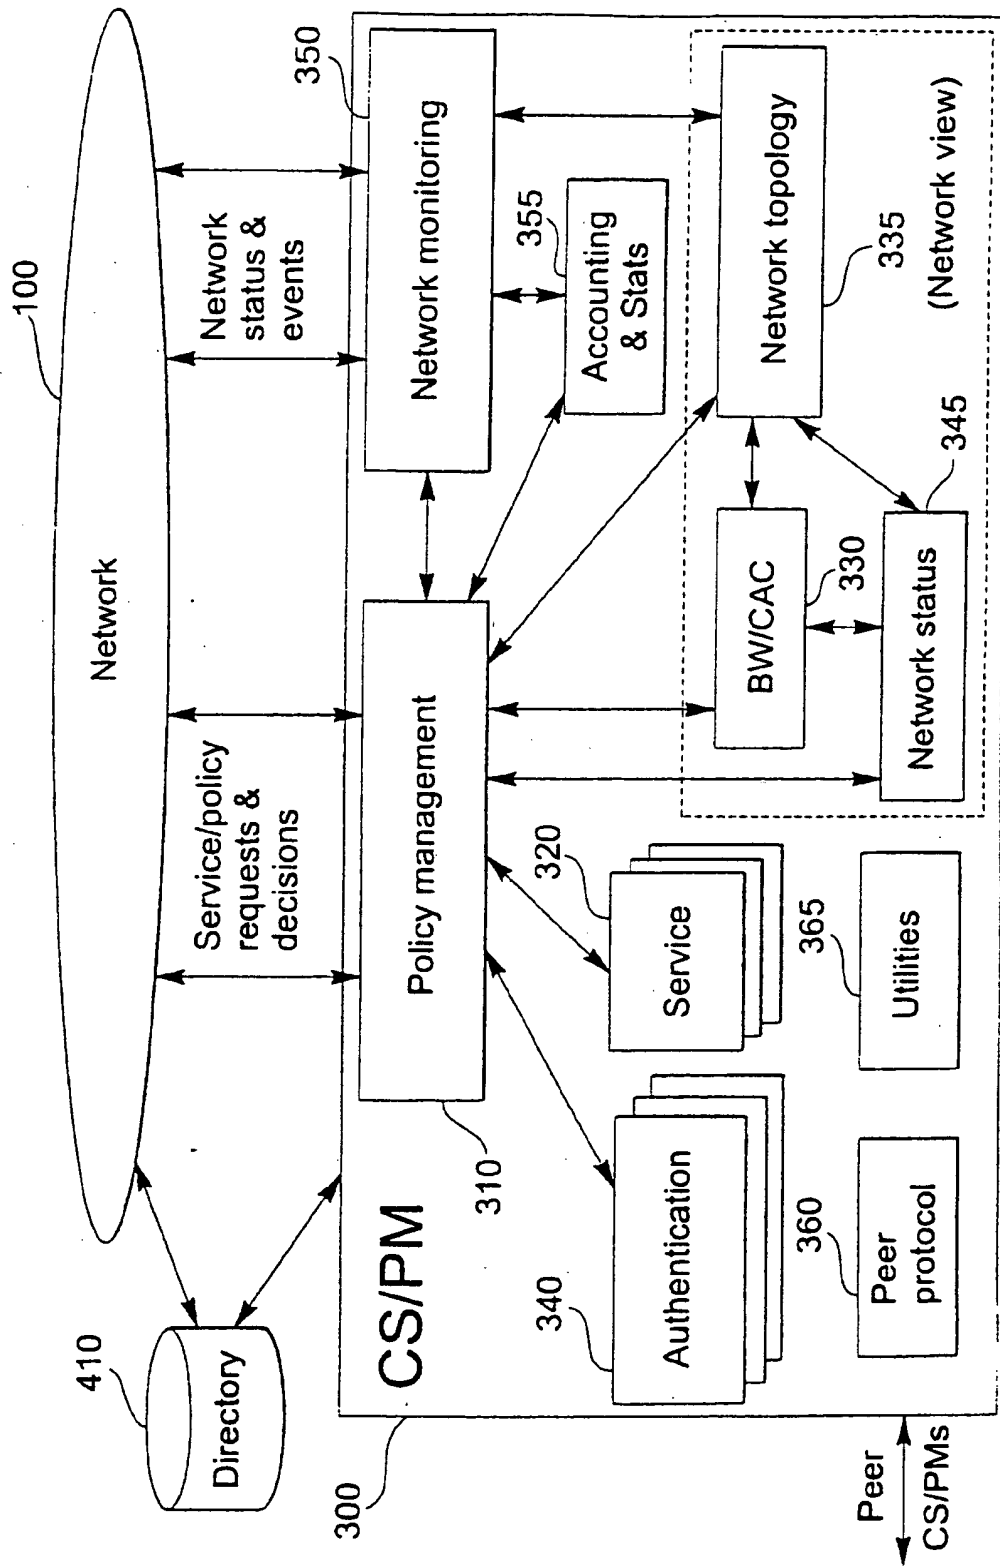 100
Network
410
Directory
Service/policy
requests &
decisions
Network
status &
events
300
CS/PM
310
Policy management
350
Network monitoring
340
Authentication
320
Service
355
Accounting
& Stats
360
Peer
protocol
365
Utilities
BW/CAC
330
Network topology
335
Network status
345
(Network view)
Peer
CS/PMs